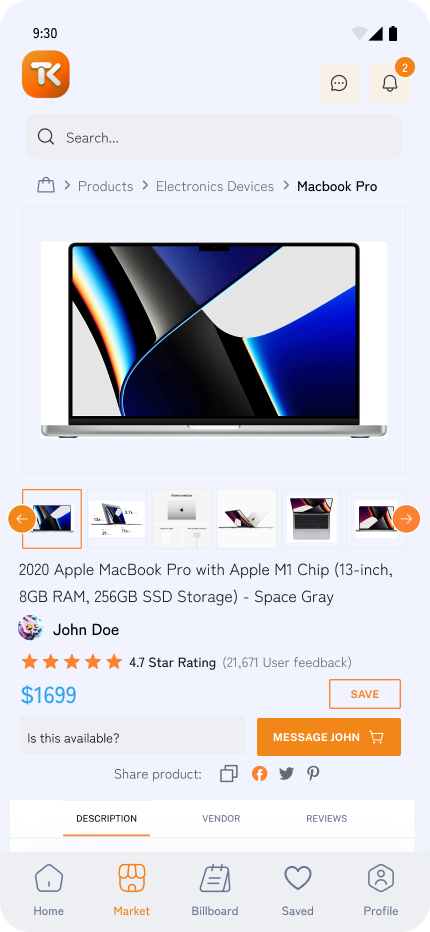 9:30
TK
2
Search...
Products
Electronics Devices
Macbook Pro
2020 Apple MacBook Pro with Apple M1 Chip (13-inch,
8GB RAM, 256GB SSD Storage) - Space Gray
John Doe
4.7 Star Rating (21,671 User feedback)
$1699
SAVE
Is this available?
MESSAGE JOHN
Share product:
DESCRIPTION
VENDOR
REVIEWS
Home
Market
Billboard
Saved
Profile